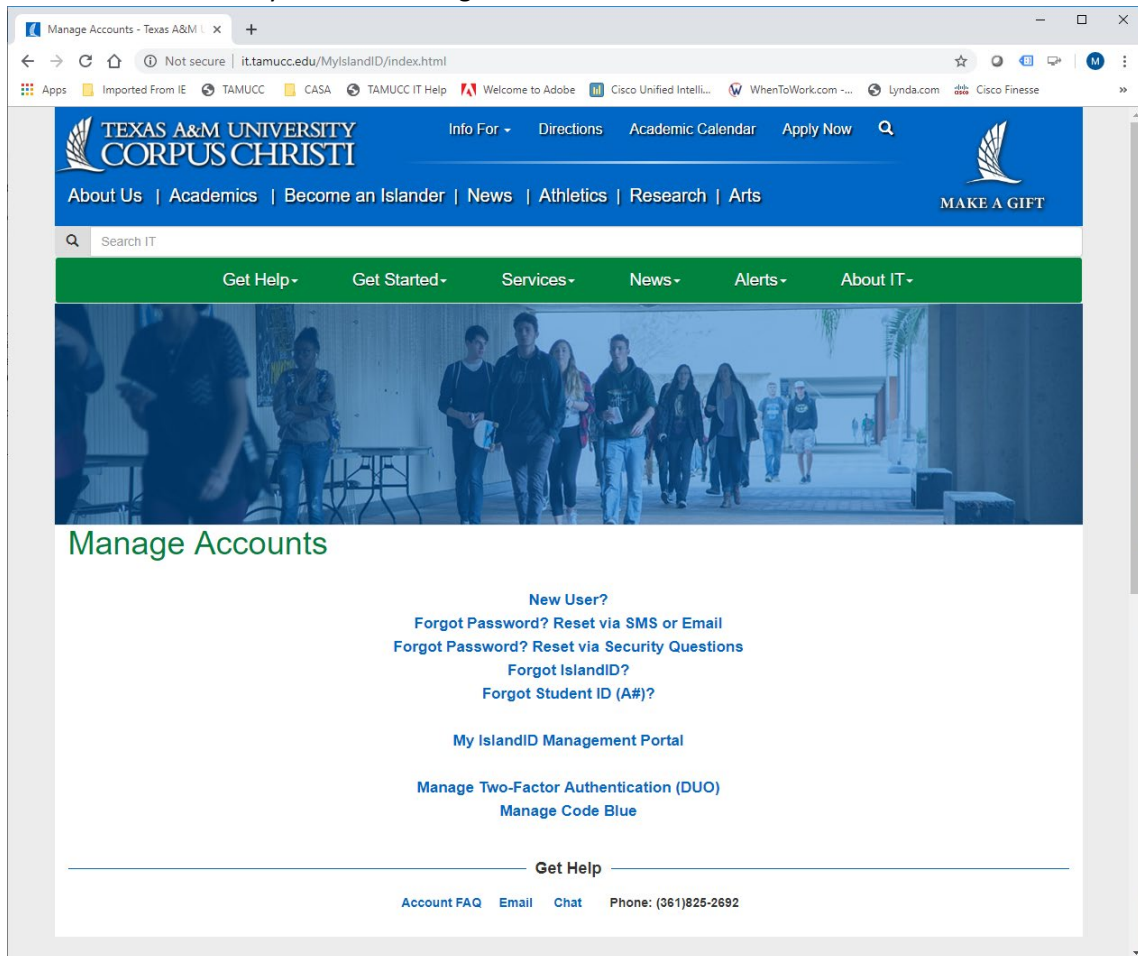 Manage Accounts - Texas A&M U
Not secure | it.tamucc.edu/MyIslandID/index.html
M
Apps Imported From IE TAMUCC CASA TAMUCC IT Help Welcome to Adobe Cisco Unified Intelli... WhenToWork.com -... Lynda.com Cisco Finesse »
TEXAS A&M UNIVERSITY
CORPUS CHRISTI
Info For Directions Academic Calendar Apply Now
About Us | Academics | Become an Islander | News | Athletics | Research | Arts
MAKE A GIFT
Search IT
Get Help Get Started Services News Alerts About IT
Manage Accounts
New User?
Forgot Password? Reset via SMS or Email
Forgot Password? Reset via Security Questions
Forgot IslandID?
Forgot Student ID (A#)?
My IslandID Management Portal
Manage Two-Factor Authentication (DUO)
Manage Code Blue
Get Help
Account FAQ Email Chat Phone: (361)825-2692